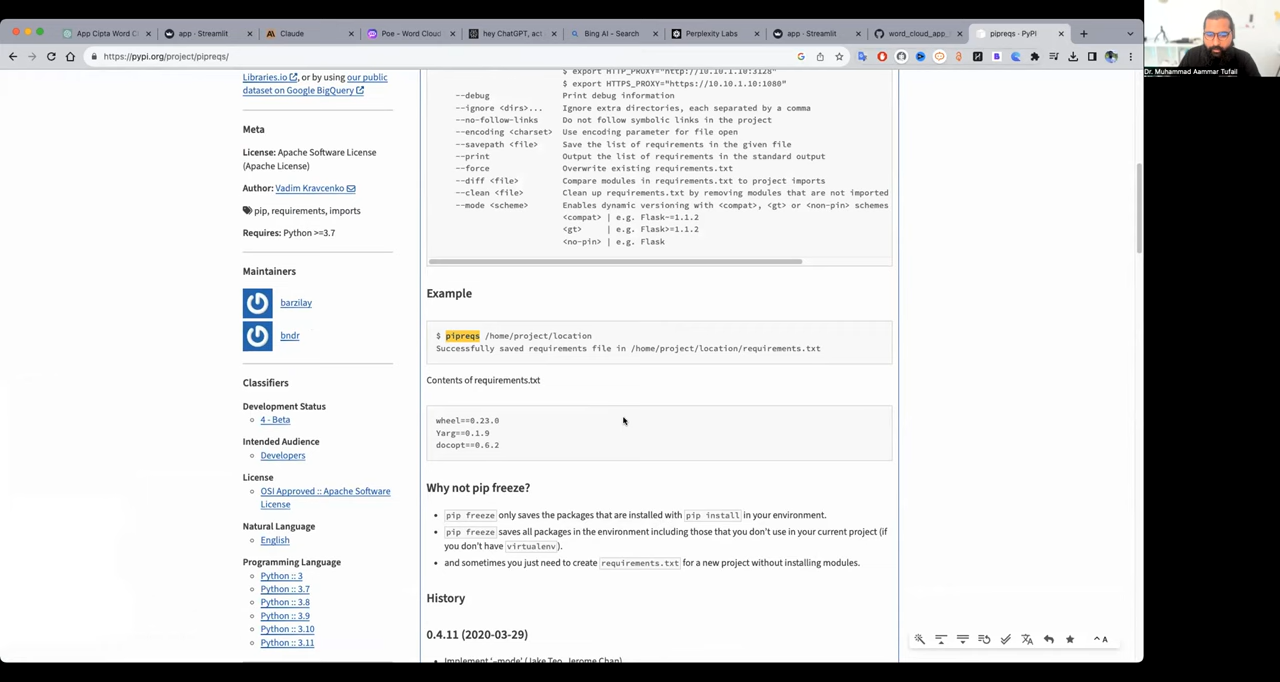 App Cipta Word C
app · Streamlit
Claude
Poe – Word Cloud
hey ChatGPT, act
Bing AI - Search
Perplexity Labs
app · Streamlit
word_cloud_app_
pipreqs · PyPI
https://pypi.org/project/pipreqs/
Dr. Muhammad Aammar Tufail
Libraries.io, or by using our public
dataset on Google BigQuery
Meta
License: Apache Software License
(Apache License)
Author: Vadim Kravcenko
pip, requirements, imports
Requires: Python >=3.7
Maintainers
barzilay
bndr
Classifiers
Development Status
4 - Beta
Intended Audience
Developers
License
OSI Approved :: Apache Software
License
Natural Language
English
Programming Language
Python :: 3
Python :: 3.7
Python :: 3.8
Python :: 3.9
Python :: 3.10
Python :: 3.11
$ export HTTP_PROXY="http://10.10.1.10:3128"
$ export HTTPS_PROXY="https://10.10.1.10:1080"
--debug Print debug information
--ignore <dirs>... Ignore extra directories, each separated by a comma
--no-follow-links Do not follow symbolic links in the project
--encoding <charset> Use encoding parameter for file open
--savepath <file> Save the list of requirements in the given file
--print Output the list of requirements in the standard output
--force Overwrite existing requirements.txt
--diff <file> Compare modules in requirements.txt to project imports
--clean <file> Clean up requirements.txt by removing modules that are not imported
--mode <scheme> Enables dynamic versioning with <compat>, <gt> or <non-pin> schemes
<compat> | e.g. Flask~=1.1.2
<gt> | e.g. Flask>=1.1.2
<no-pin> | e.g. Flask
Example
$ pipreqs /home/project/location
Successfully saved requirements file in /home/project/location/requirements.txt
Contents of requirements.txt
wheel==0.23.0
Yarg==0.1.9
docopt==0.6.2
Why not pip freeze?
• pip freeze only saves the packages that are installed with pip install in your environment.
• pip freeze saves all packages in the environment including those that you don't use in your current project (if
you don't have virtualenv).
• and sometimes you just need to create requirements.txt for a new project without installing modules.
History
0.4.11 (2020-03-29)
• Implement '–mode' (Jake Teo, Jerome Chan)